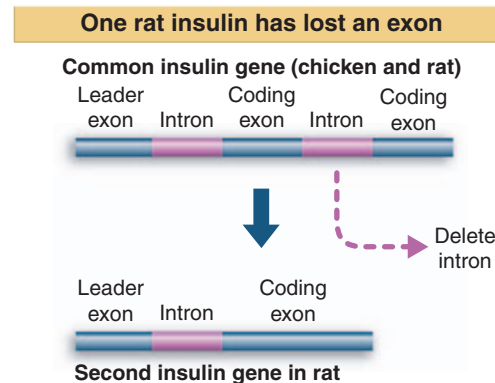 One rat insulin has lost an exon
Common insulin gene (chicken and rat)
Leader exon
Intron
Coding exon
Intron
Coding exon
Delete intron
Leader exon
Intron
Coding exon
Second insulin gene in rat